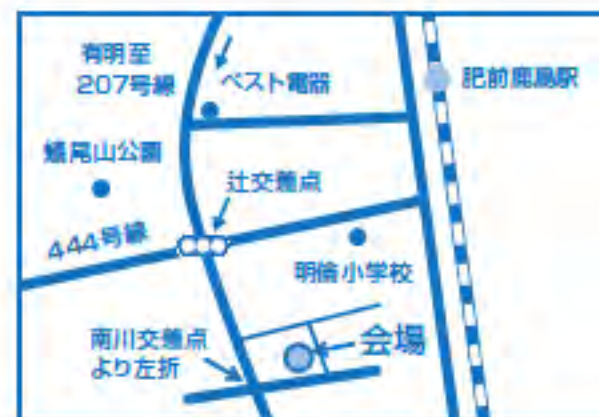 有明至
207号線
ベスト電器
肥前鹿島駅
蟻尾山公園
辻交差点
444号線
明倫小学校
南川交差点
より左折
会場